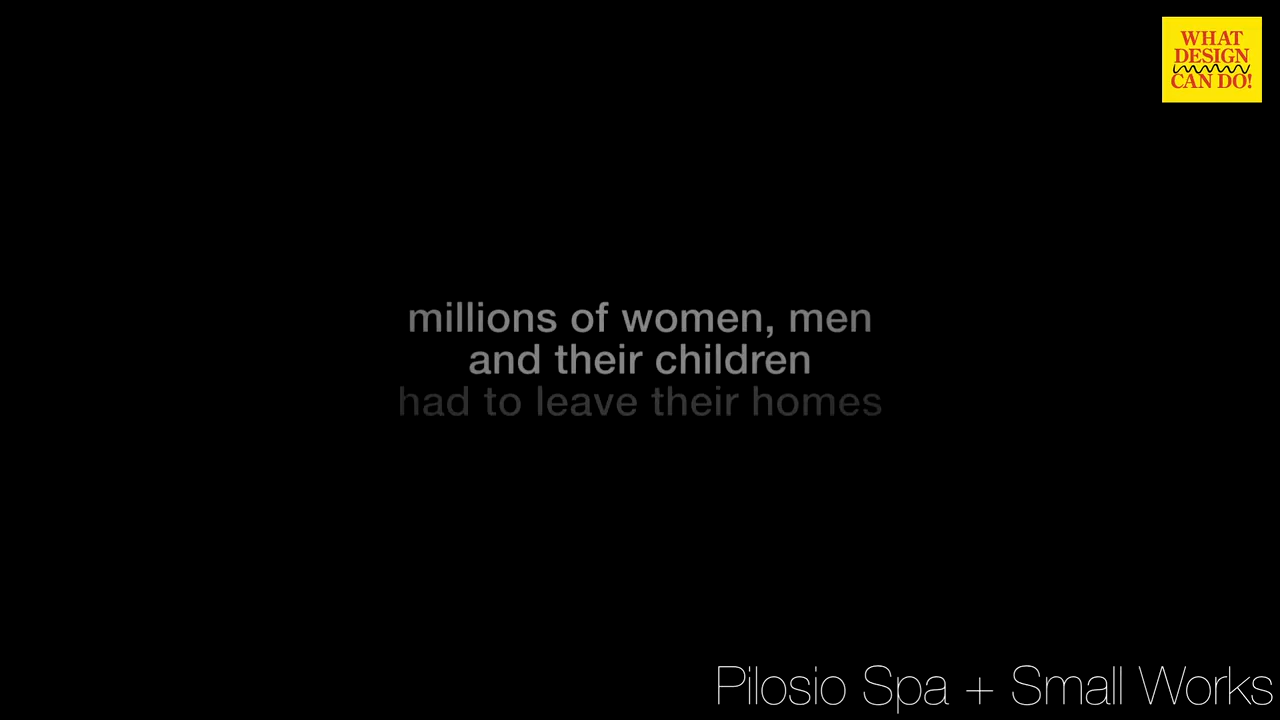 WHAT
DESIGN
CAN DO!
millions of women, men
and their children
had to leave their homes
Pilosio Spa + Small Works